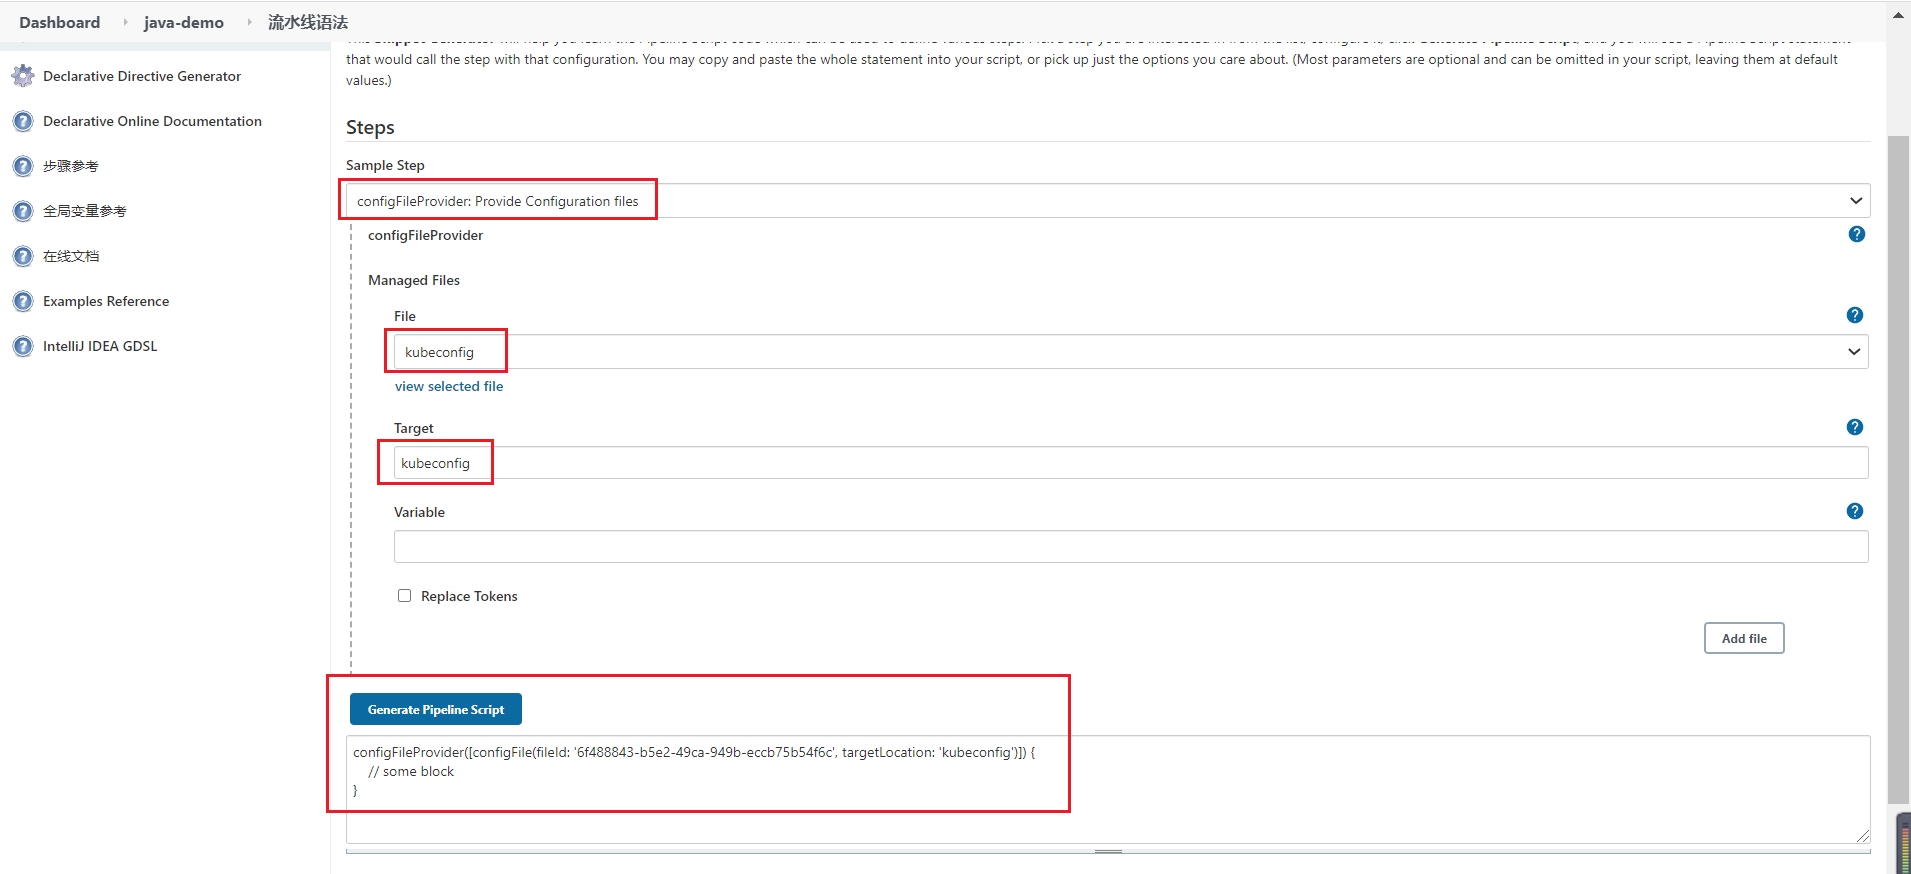 Dashboard
java-demo
流水线语法
that would call the step with that configuration. You may copy and paste the whole statement into your script, or pick up just the options you care about. (Most parameters are optional and can be omitted in your script, leaving them at default
values.)
Declarative Directive Generator
Declarative Online Documentation
步骤参考
全局变量参考
在线文档
Examples Reference
IntelliJ IDEA GDSL
Steps
Sample Step
configFileProvider: Provide Configuration files
configFileProvider
Managed Files
File
kubeconfig
view selected file
Target
kubeconfig
Variable
Replace Tokens
Add file
Generate Pipeline Script
configFileProvider([configFile(fileId: '6f488843-b5e2-49ca-949b-eccb75b54f6c', targetLocation: 'kubeconfig')]) {
// some block
}